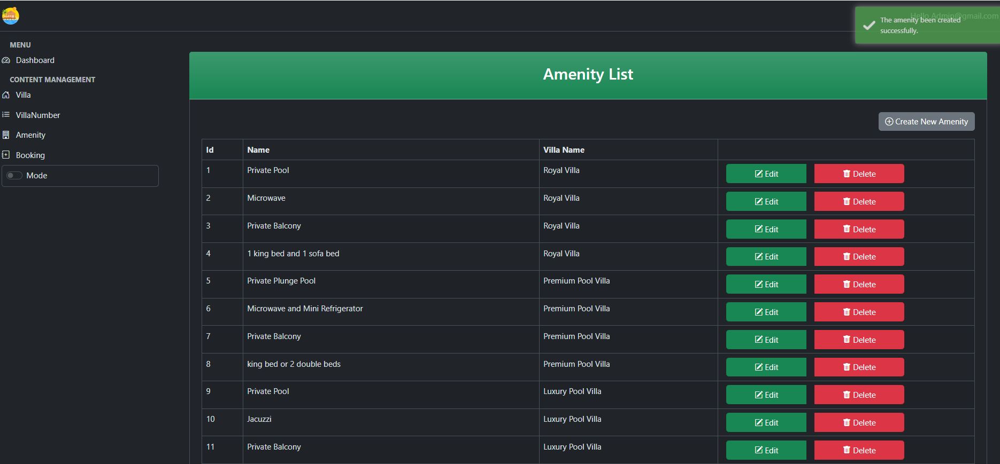 Hello Admin@gmail.com
The amenity been created
successfully.
MENU
Dashboard
CONTENT MANAGEMENT
Villa
VillaNumber
Amenity
Booking
Mode
Amenity List
Create New Amenity
Id Name Villa Name
1 Private Pool Royal Villa Edit Delete
2 Microwave Royal Villa Edit Delete
3 Private Balcony Royal Villa Edit Delete
4 1 king bed and 1 sofa bed Royal Villa Edit Delete
5 Private Plunge Pool Premium Pool Villa Edit Delete
6 Microwave and Mini Refrigerator Premium Pool Villa Edit Delete
7 Private Balcony Premium Pool Villa Edit Delete
8 king bed or 2 double beds Premium Pool Villa Edit Delete
9 Private Pool Luxury Pool Villa Edit Delete
10 Jacuzzi Luxury Pool Villa Edit Delete
11 Private Balcony Luxury Pool Villa Edit Delete